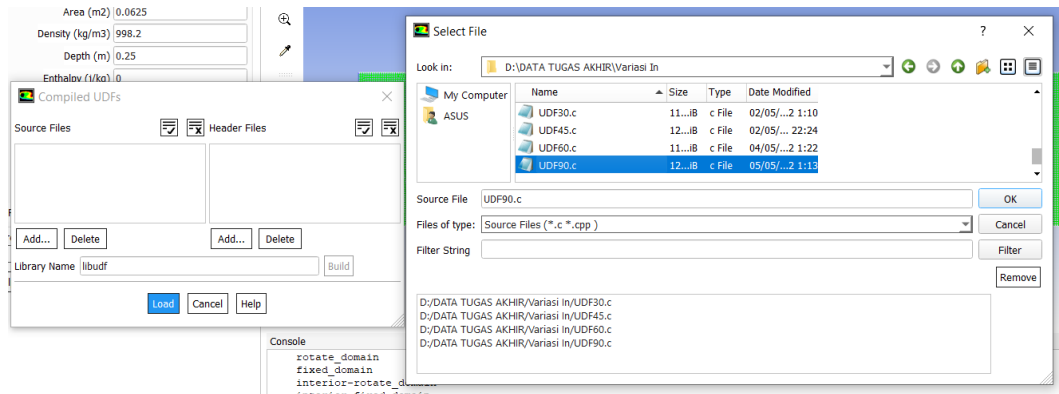 Area (m2) 0.0625
Density (kg/m3) 998.2
Depth (m) 0.25
Enthalpy (J/kg) 0
Compiled UDFs
Source Files
Header Files
Add...
Delete
Add...
Delete
Library Name libudf
Build
Load
Cancel
Help
Console
rotate_domain
fixed_domain
interior-rotate_domain
interior-fixed_domain
Select File
?
Look in: D:\DATA TUGAS AKHIR\Variasi In
My Computer
ASUS
Name Size Type Date Modified
UDF30.c 11...iB c File 02/05/...2 1:10
UDF45.c 12...iB c File 02/05/... 22:24
UDF60.c 11...iB c File 04/05/...2 1:22
UDF90.c 12...iB c File 05/05/...2 1:13
Source File UDF90.c
OK
Files of type: Source Files (*.c *.cpp )
Cancel
Filter String
Filter
Remove
D:/DATA TUGAS AKHIR/Variasi In/UDF30.c
D:/DATA TUGAS AKHIR/Variasi In/UDF45.c
D:/DATA TUGAS AKHIR/Variasi In/UDF60.c
D:/DATA TUGAS AKHIR/Variasi In/UDF90.c